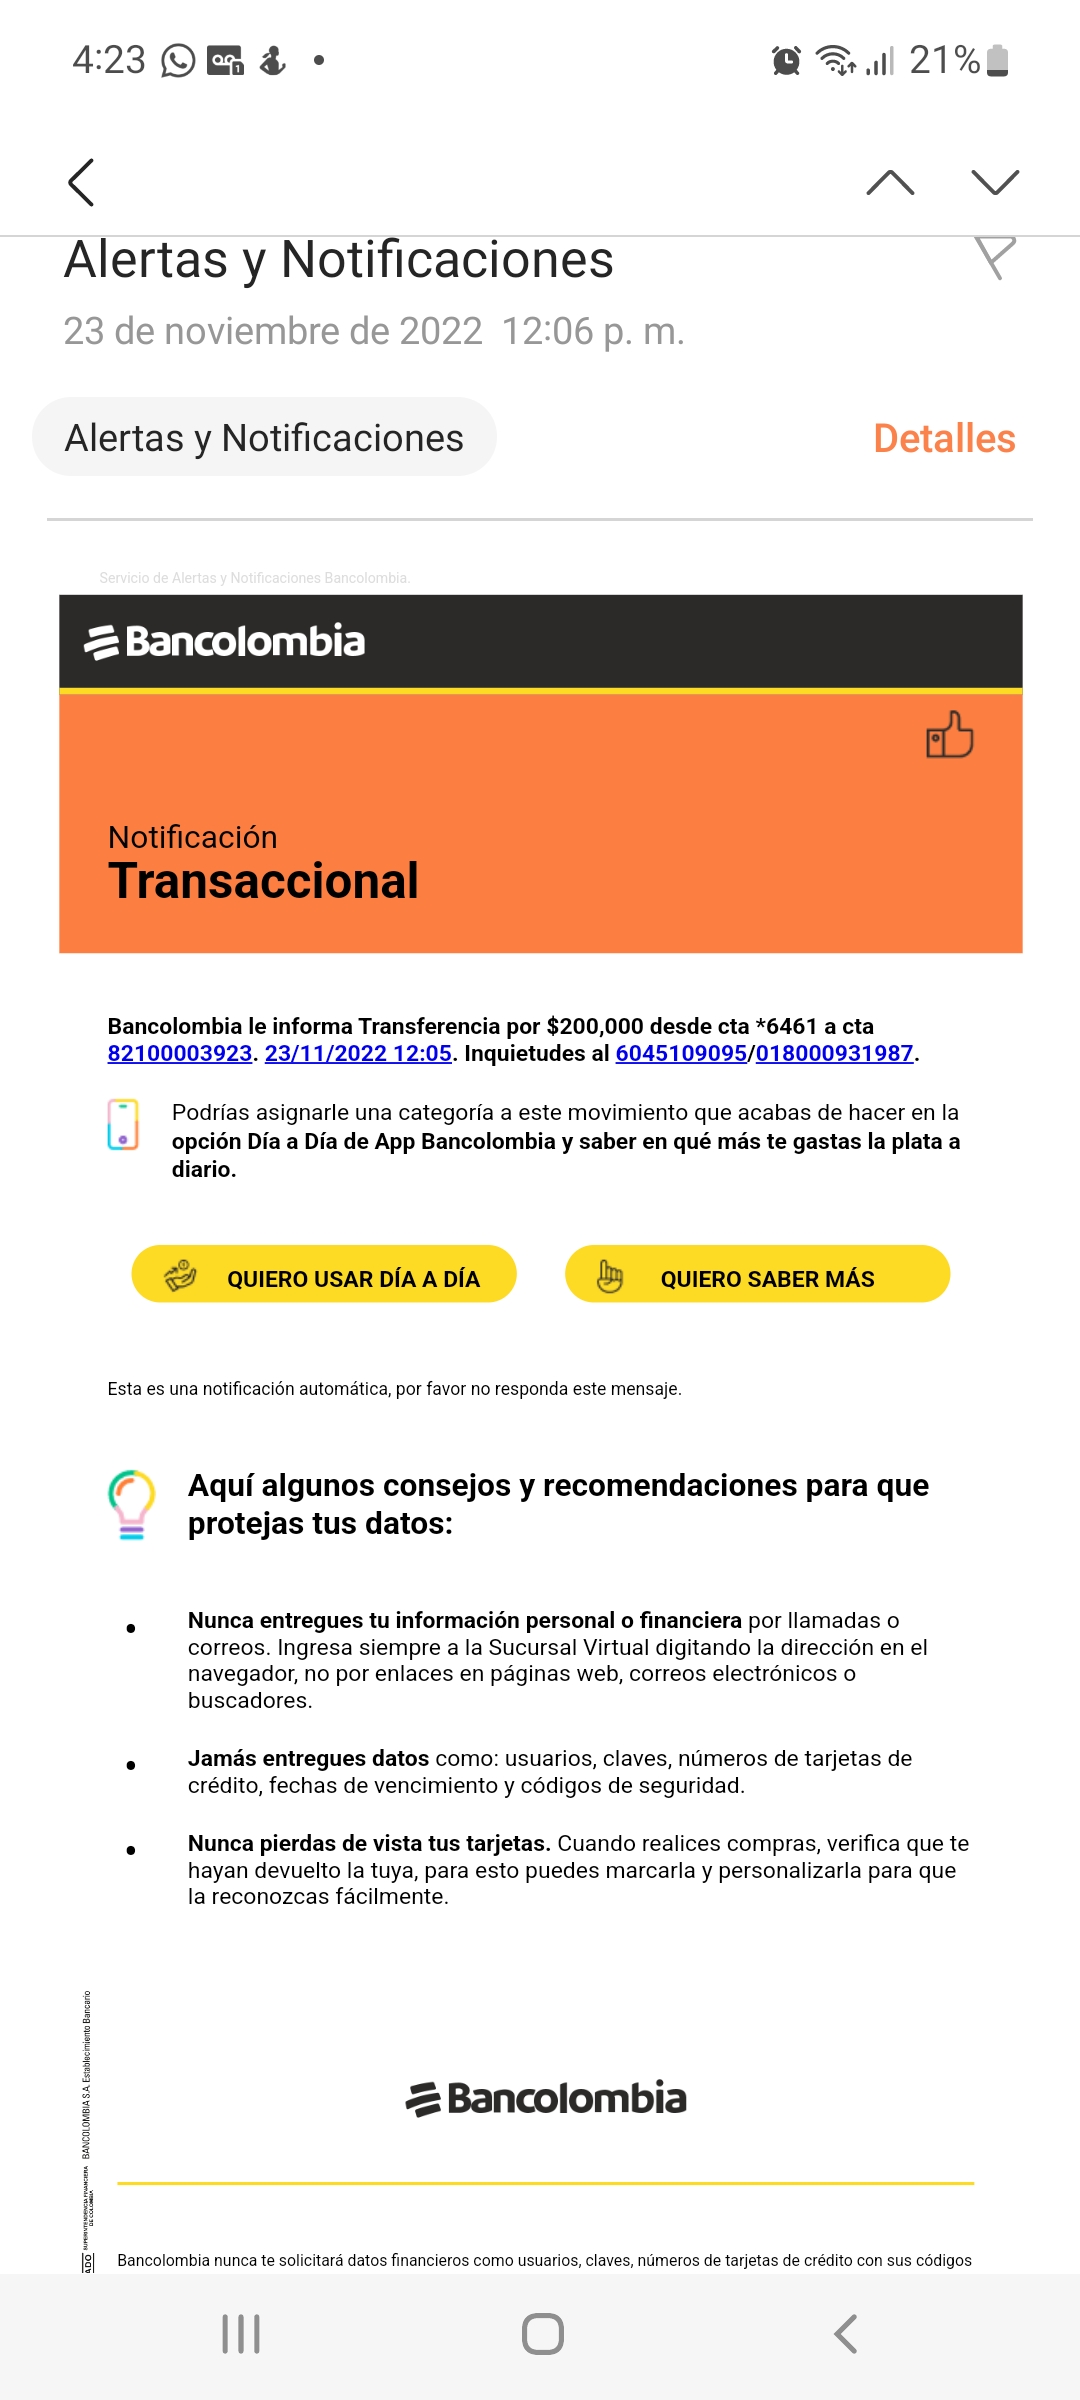 4:23
21%
Alertas y Notificaciones
23 de noviembre de 2022  12:06 p. m.
Alertas y Notificaciones
Detalles
Servicio de Alertas y Notificaciones Bancolombia.
Bancolombia
Notificación
Transaccional
Bancolombia le informa Transferencia por $200,000 desde cta *6461 a cta
82100003923. 23/11/2022 12:05. Inquietudes al 6045109095/018000931987.
Podrías asignarle una categoría a este movimiento que acabas de hacer en la
opción Día a Día de App Bancolombia y saber en qué más te gastas la plata a
diario.
QUIERO USAR DÍA A DÍA
QUIERO SABER MÁS
Esta es una notificación automática, por favor no responda este mensaje.
Aquí algunos consejos y recomendaciones para que
protejas tus datos:
• Nunca entregues tu información personal o financiera por llamadas o
correos. Ingresa siempre a la Sucursal Virtual digitando la dirección en el
navegador, no por enlaces en páginas web, correos electrónicos o
buscadores.
• Jamás entregues datos como: usuarios, claves, números de tarjetas de
crédito, fechas de vencimiento y códigos de seguridad.
• Nunca pierdas de vista tus tarjetas. Cuando realices compras, verifica que te
hayan devuelto la tuya, para esto puedes marcarla y personalizarla para que
la reconozcas fácilmente.
BANCOLOMBIA S.A. Establecimiento Bancario
SUPERINTENDENCIA FINANCIERA
DE COLOMBIA
ADO
Bancolombia
Bancolombia nunca te solicitará datos financieros como usuarios, claves, números de tarjetas de crédito con sus códigos